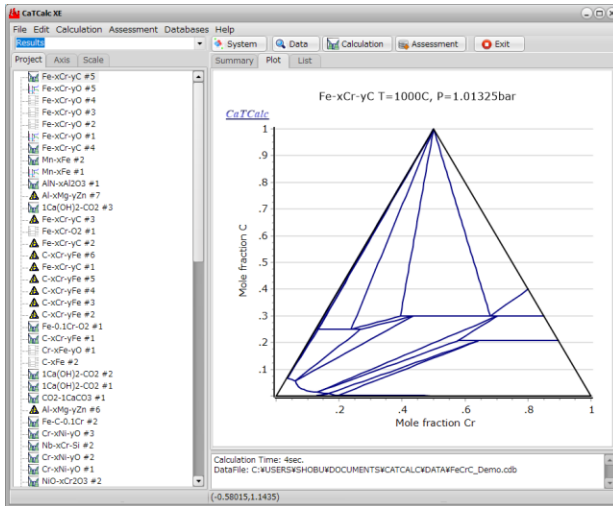 CaTCalc XE
File Edit Calculation Assessment Databases Help
Results
System Data Calculation Assessment Exit
Project Axis Scale
Summary Plot List
Fe-xCr-yC #5
Fe-xCr-yO #5
Fe-xCr-yO #4
Fe-xCr-yO #3
Fe-xCr-yO #2
Fe-xCr-yO #1
Fe-xCr-yC #4
Mn-xFe #2
Mn-xFe #1
AlN-xAl2O3 #1
Al-xMg-yZn #7
1Ca(OH)2-CO2 #3
Fe-xCr-yC #3
Fe-xCr-O2 #1
Fe-xCr-yC #2
C-xCr-yFe #6
Fe-xCr-yC #1
C-xCr-yFe #5
C-xCr-yFe #4
C-xCr-yFe #3
C-xCr-yFe #2
Fe-0.1Cr-O2 #1
C-xCr-yFe #1
Cr-xFe-yO #1
C-xFe #2
1Ca(OH)2-CO2 #2
1Ca(OH)2-CO2 #1
CO2-1CaCO3 #1
Al-xMg-yZn #6
Fe-C-0.1Cr #2
Cr-xNi-yO #3
Nb-xCr-Si #2
Cr-xNi-yO #2
Cr-xNi-yO #1
NiO-xCr2O3 #2
Fe-xCr-yC T=1000C, P=1.01325bar
CaTCalc
1
.9
.8
.7
.6
.5
.4
.3
.2
.1
Mole fraction C
.2 .4 .6 .8 1
Mole fraction Cr
Calculation Time: 4sec.
DataFile: C:¥USERS¥SHOBU¥DOCUMENTS¥CATCALC¥DATA¥FeCrC_Demo.cdb
(-0.58015,1.1435)